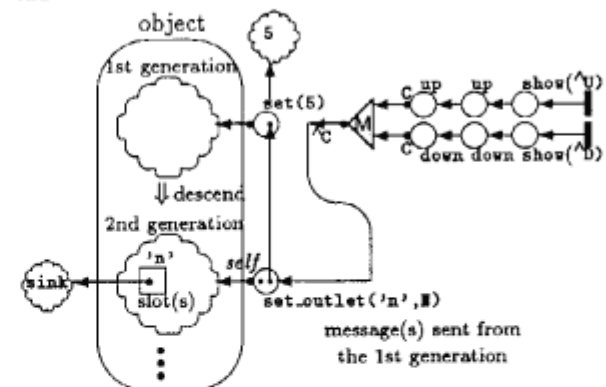 object
5
1st generation
set(5)
up up show(^U)
C
M
^C
C
down down show(^D)
⇓ descend
2nd generation
'n'
self
sink
slot(s)
set_outlet('n',N)
message(s) sent from
the 1st generation